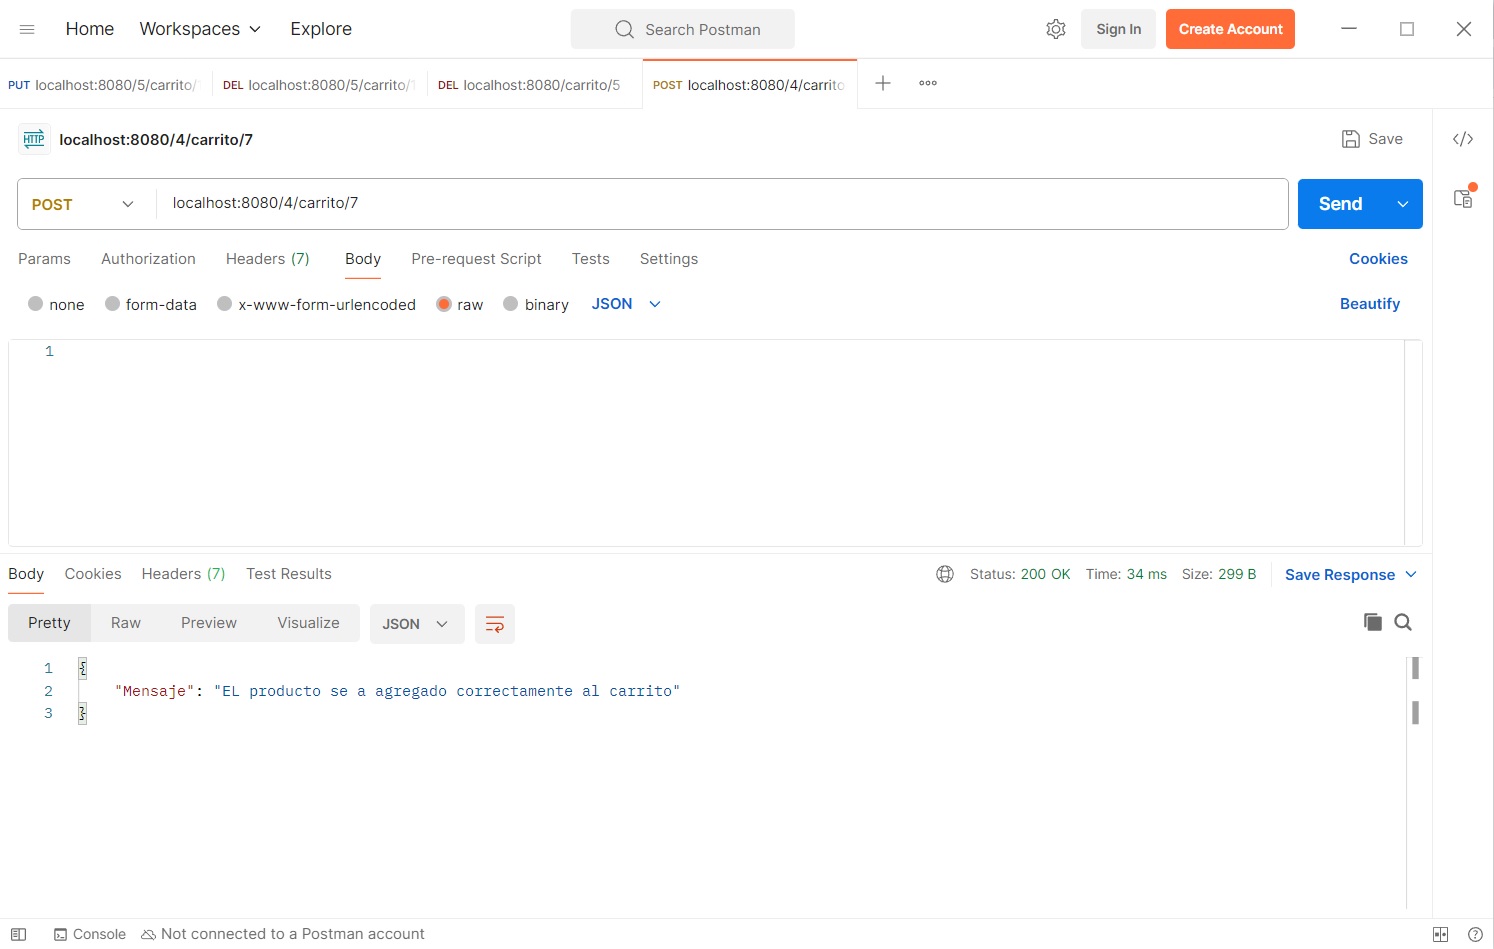 Home Workspaces Explore Search Postman Sign In Create Account
PUT localhost:8080/5/carrito/ DEL localhost:8080/5/carrito/ DEL localhost:8080/carrito/5 POST localhost:8080/4/carrito
HTTP localhost:8080/4/carrito/7 Save </>
POST localhost:8080/4/carrito/7 Send
Params Authorization Headers (7) Body Pre-request Script Tests Settings Cookies
none form-data x-www-form-urlencoded raw binary JSON Beautify
1
Body Cookies Headers (7) Test Results Status: 200 OK Time: 34 ms Size: 299 B Save Response
Pretty Raw Preview Visualize JSON
1 {
2 "Mensaje": "EL producto se a agregado correctamente al carrito"
3 }
Console Not connected to a Postman account